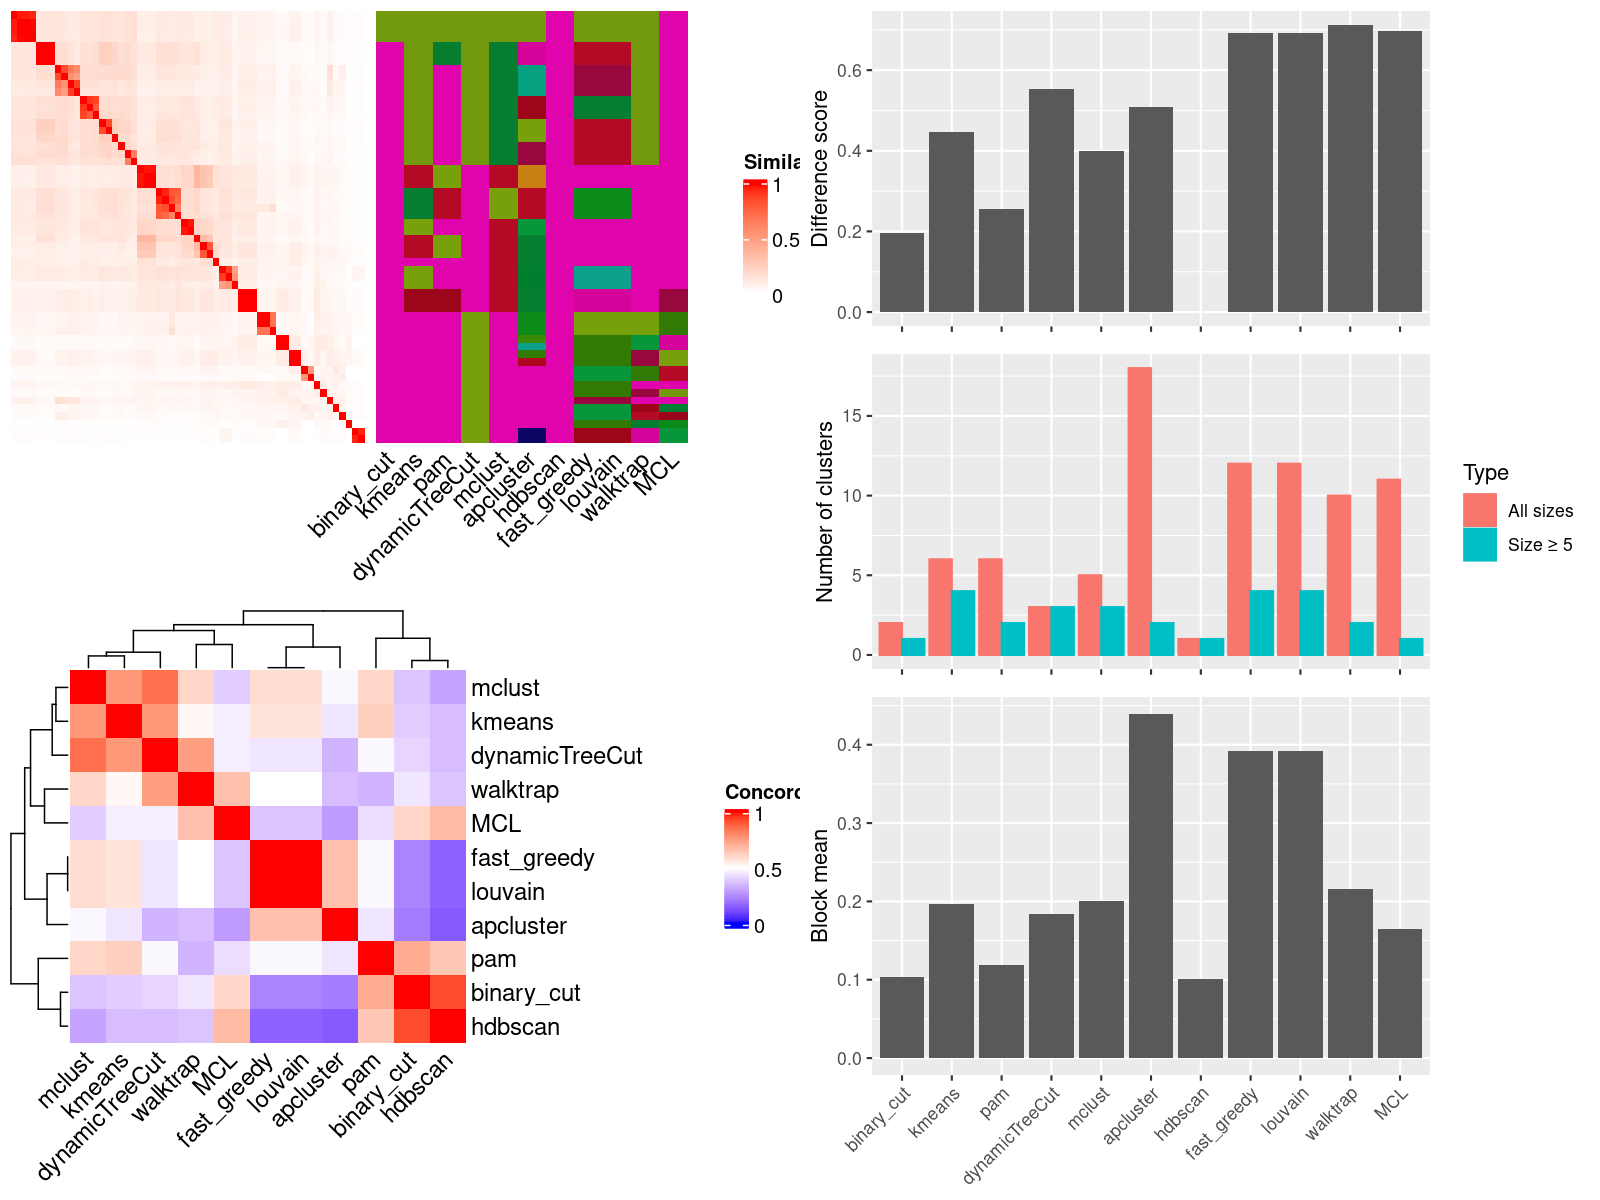 Simila
1
0.5
0
binary_cut
kmeans
pam
dynamicTreeCut
mclust
apcluster
hdbscan
fast_greedy
louvain
walktrap
MCL
Difference score
0.6
0.4
0.2
0.0
Number of clusters
15
10
5
0
Type
All sizes
Size ≥ 5
Block mean
0.4
0.3
0.2
0.1
0.0
binary_cut
kmeans
pam
dynamicTreeCut
mclust
apcluster
hdbscan
fast_greedy
louvain
walktrap
MCL
mclust
kmeans
dynamicTreeCut
walktrap
MCL
fast_greedy
louvain
apcluster
pam
binary_cut
hdbscan
mclust
kmeans
dynamicTreeCut
walktrap
MCL
fast_greedy
louvain
apcluster
pam
binary_cut
hdbscan
Concord
1
0.5
0